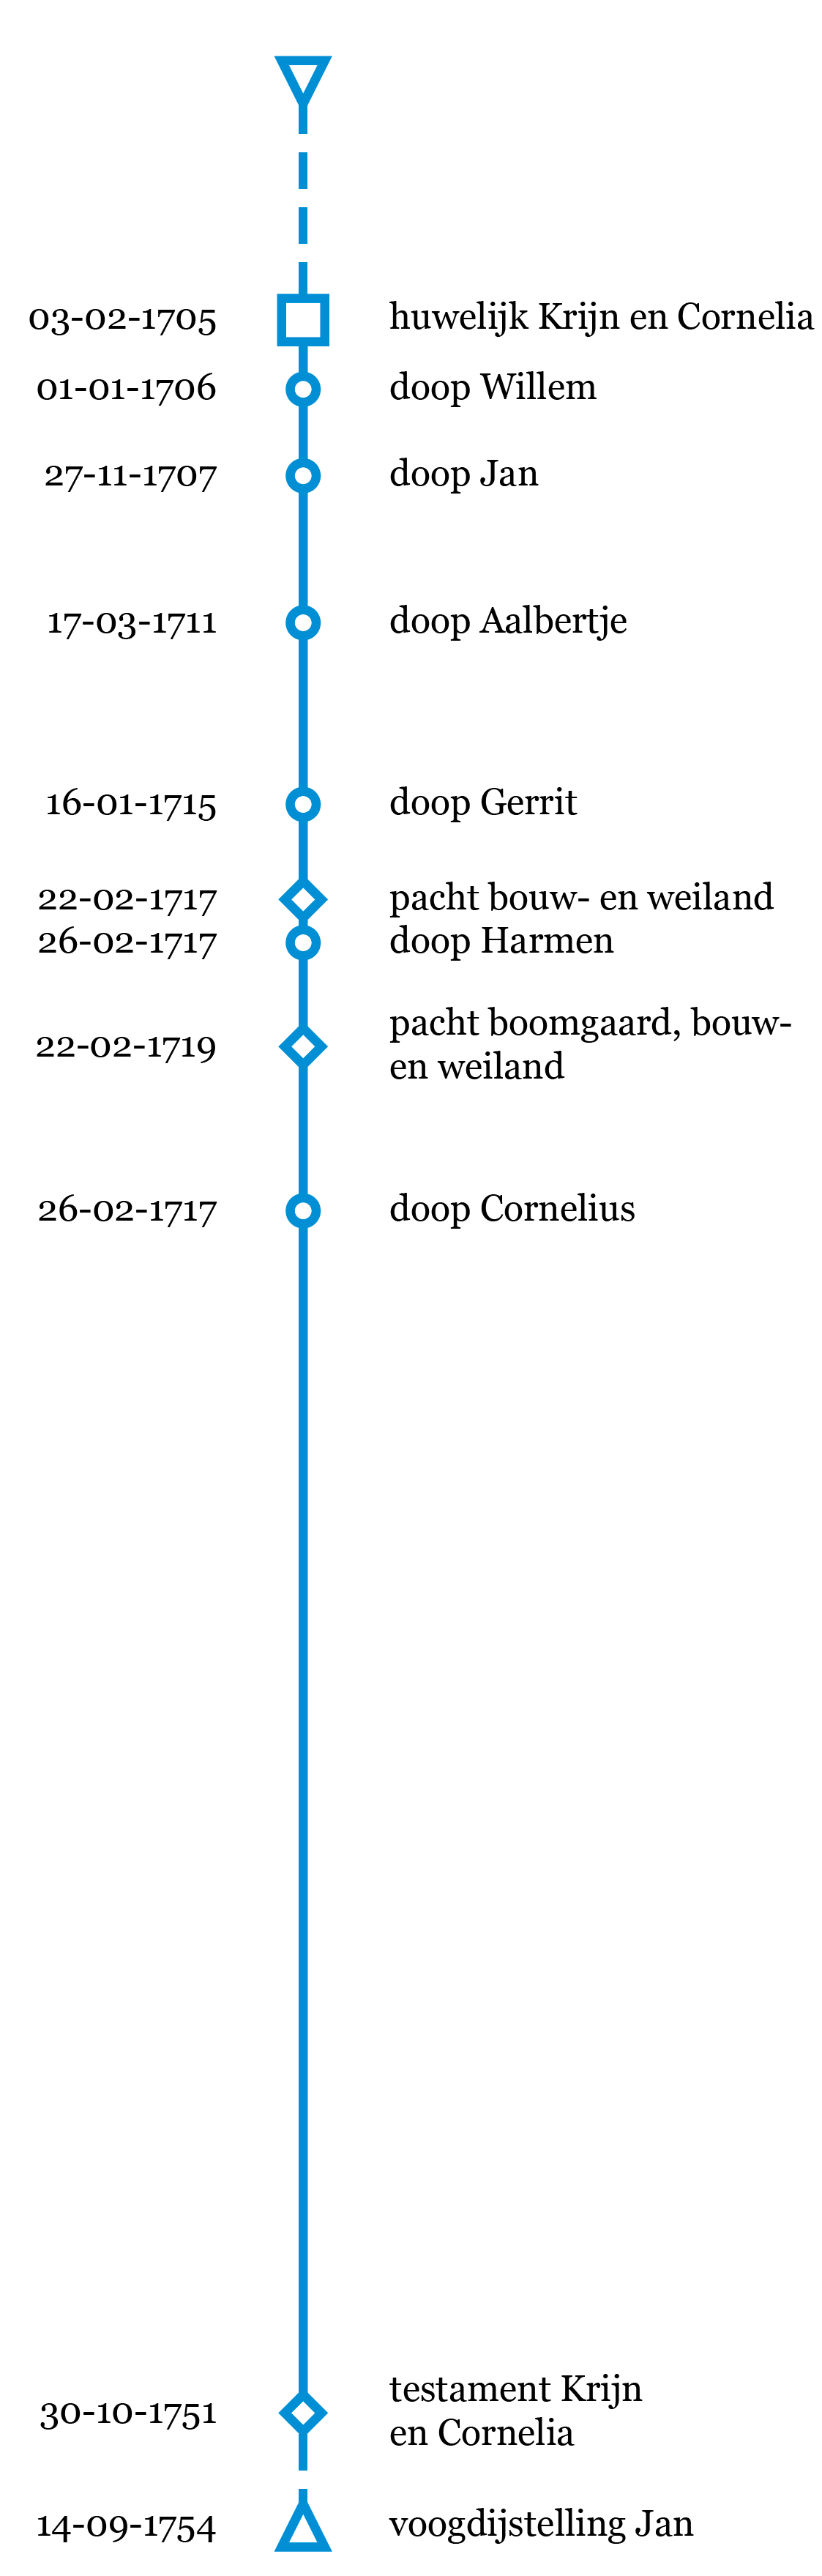 03-02-1705 huwelijk Krijn en Cornelia
01-01-1706 doop Willem
27-11-1707 doop Jan
17-03-1711 doop Aalbertje
16-01-1715 doop Gerrit
22-02-1717 pacht bouw- en weiland
26-02-1717 doop Harmen
22-02-1719 pacht boomgaard, bouw-
en weiland
26-02-1717 doop Cornelius
30-10-1751 testament Krijn
en Cornelia
14-09-1754 voogdijstelling Jan